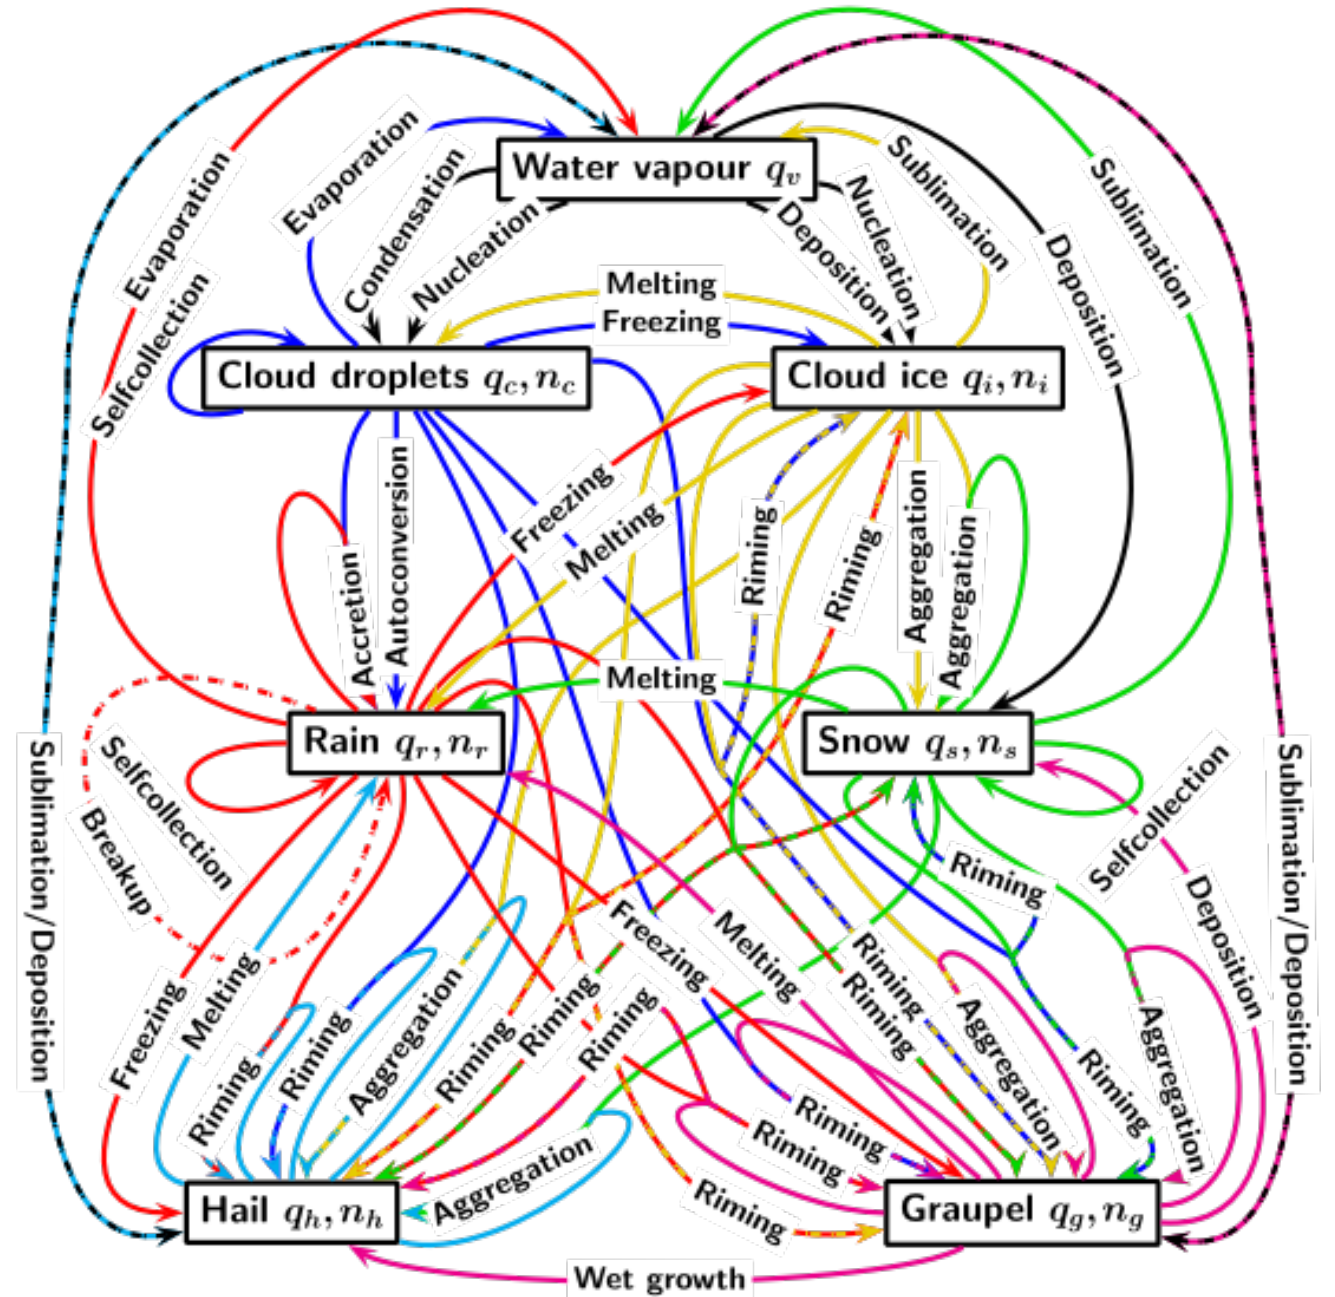 Water vapour q_v
Evaporation
Condensation
Nucleation
Deposition
Nucleation
Sublimation
Evaporation
Selfcollection
Deposition
Sublimation
Melting
Freezing
Cloud droplets q_c, n_c
Cloud ice q_i, n_i
Accretion
Autoconversion
Freezing
Melting
Riming
Riming
Aggregation
Aggregation
Melting
Rain q_r, n_r
Snow q_s, n_s
Sublimation/Deposition
Selfcollection
Breakup
Selfcollection
Riming
Deposition
Sublimation/Deposition
Freezing
Melting
Riming
Riming
Aggregation
Riming
Riming
Riming
Freezing
Melting
Riming
Riming
Aggregation
Riming
Aggregation
Riming
Riming
Riming
Aggregation
Hail q_h, n_h
Graupel q_g, n_g
Wet growth